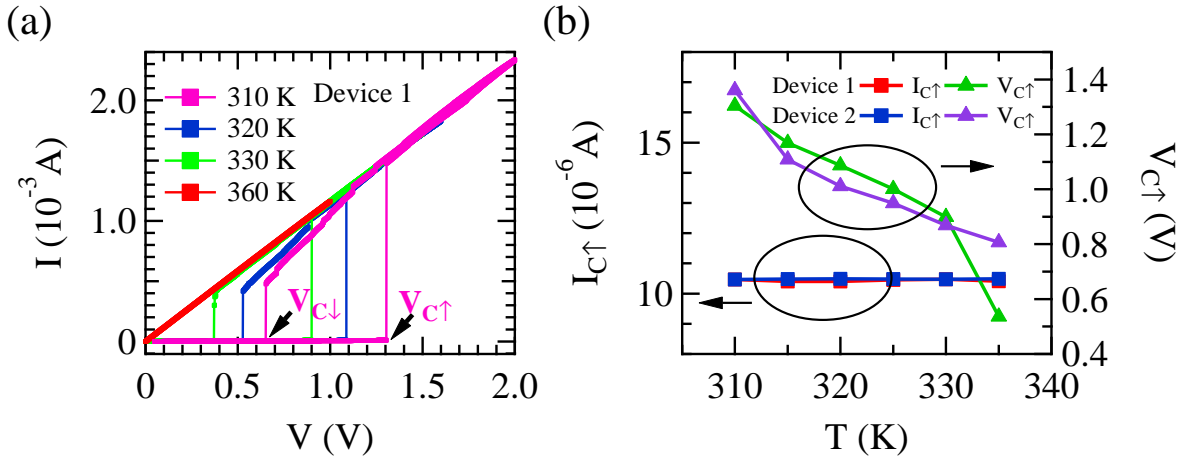 (a)
I (10⁻³ A)
2.0
1.0
0
310 K
320 K
330 K
360 K
Device 1
V_C↓
V_C↑
0
0.5
1.0
1.5
2.0
V (V)
(b)
I_C↑ (10⁻⁶ A)
15
10
Device 1 I_C↑ V_C↑
Device 2 I_C↑ V_C↑
1.4
1.2
1.0
0.8
0.6
0.4
V_C↑ (V)
310
320
330
340
T (K)